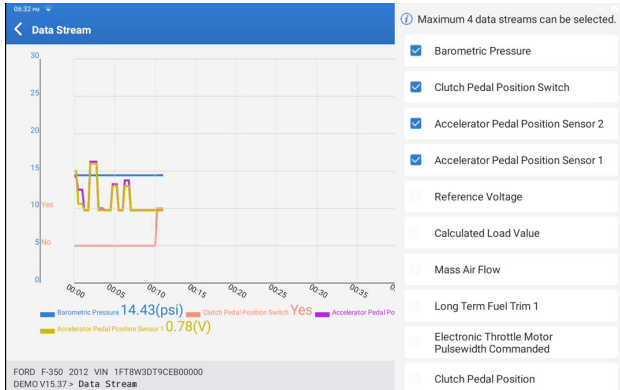 06:32 PM
Data Stream
30
25
20
15
10 Yes
5 No
0
00:00 00:05 00:10 00:15 00:20 00:25 00:30 00:35 0
Barometric Pressure 14.43(psi) Clutch Pedal Position Switch Yes Accelerator Pedal Po
Accelerator Pedal Position Sensor 1 0.78(V)
FORD F-350 2012 VIN 1FT8W3DT9CEB00000
DEMO V15.37 > Data Stream
Maximum 4 data streams can be selected.
Barometric Pressure
Clutch Pedal Position Switch
Accelerator Pedal Position Sensor 2
Accelerator Pedal Position Sensor 1
Reference Voltage
Calculated Load Value
Mass Air Flow
Long Term Fuel Trim 1
Electronic Throttle Motor
Pulsewidth Commanded
Clutch Pedal Position